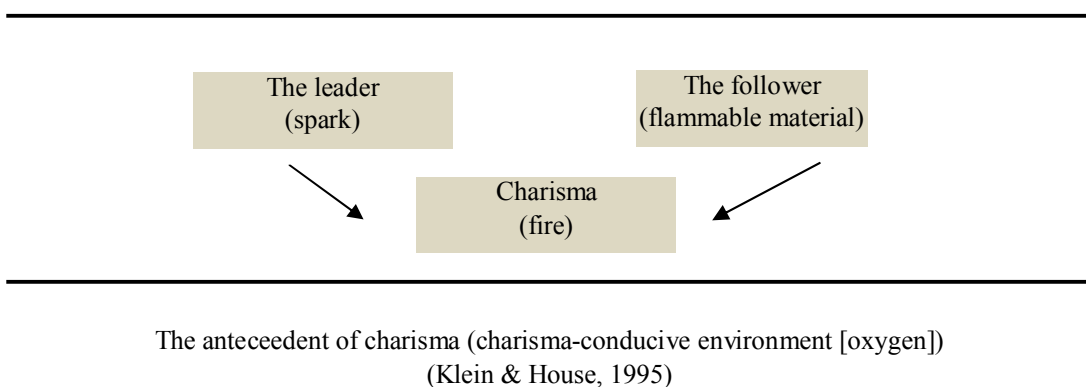 The leader
(spark)
The follower
(flammable material)
Charisma
(fire)
The anteceedent of charisma (charisma-conducive environment [oxygen])
(Klein & House, 1995)